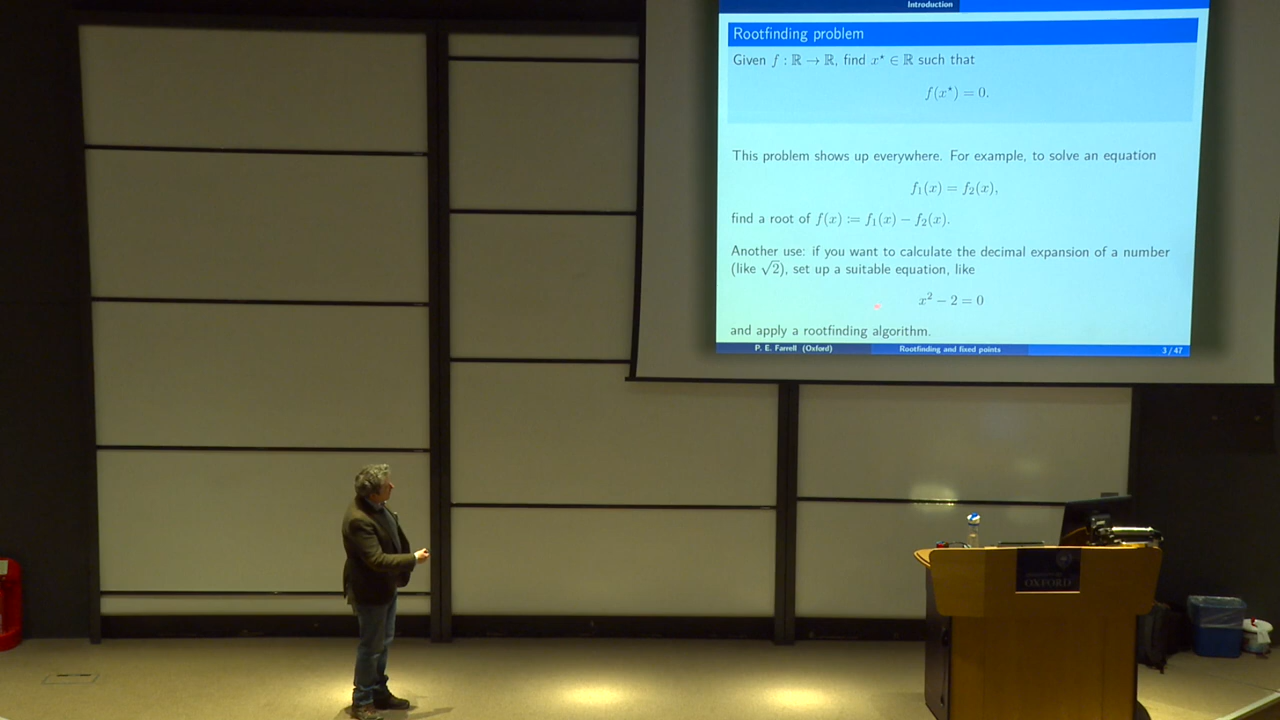 Introduction
Rootfinding problem
Given f : ℝ → ℝ, find x⋆ ∈ ℝ such that
f(x⋆) = 0.
This problem shows up everywhere. For example, to solve an equation
f₁(x) = f₂(x),
find a root of f(x) := f₁(x) − f₂(x).
Another use: if you want to calculate the decimal expansion of a number
(like √2), set up a suitable equation, like
x² − 2 = 0
and apply a rootfinding algorithm.
P. E. Farrell (Oxford) Rootfinding and fixed points 3 / 47
OXFORD